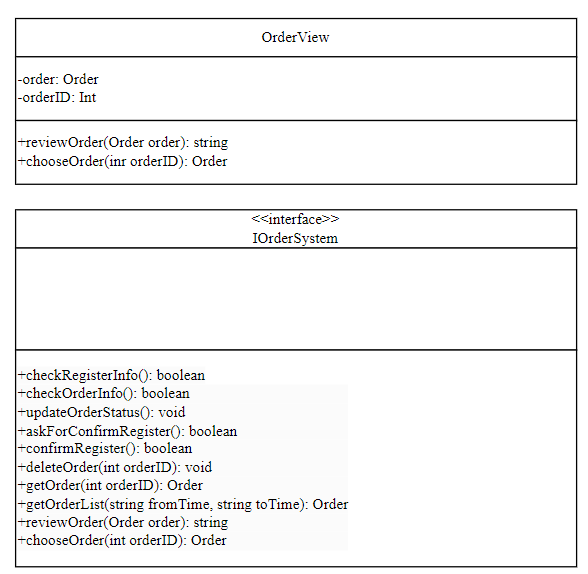 OrderView
-order: Order
-orderID: Int
+reviewOrder(Order order): string
+chooseOrder(inr orderID): Order
<<interface>>
IOrderSystem
+checkRegisterInfo(): boolean
+checkOrderInfo(): boolean
+updateOrderStatus(): void
+askForConfirmRegister(): boolean
+confirmRegister(): boolean
+deleteOrder(int orderID): void
+getOrder(int orderID): Order
+getOrderList(string fromTime, string toTime): Order
+reviewOrder(Order order): string
+chooseOrder(int orderID): Order